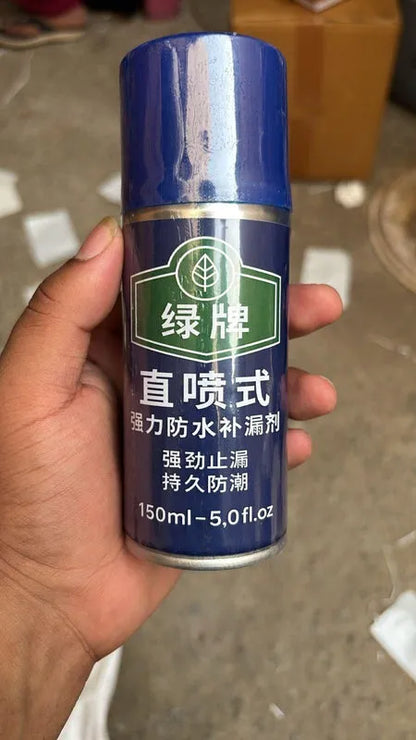 绿牌
直喷式
强力防水补漏剂
强劲止漏
持久防潮
150ml-5,0fl.oz